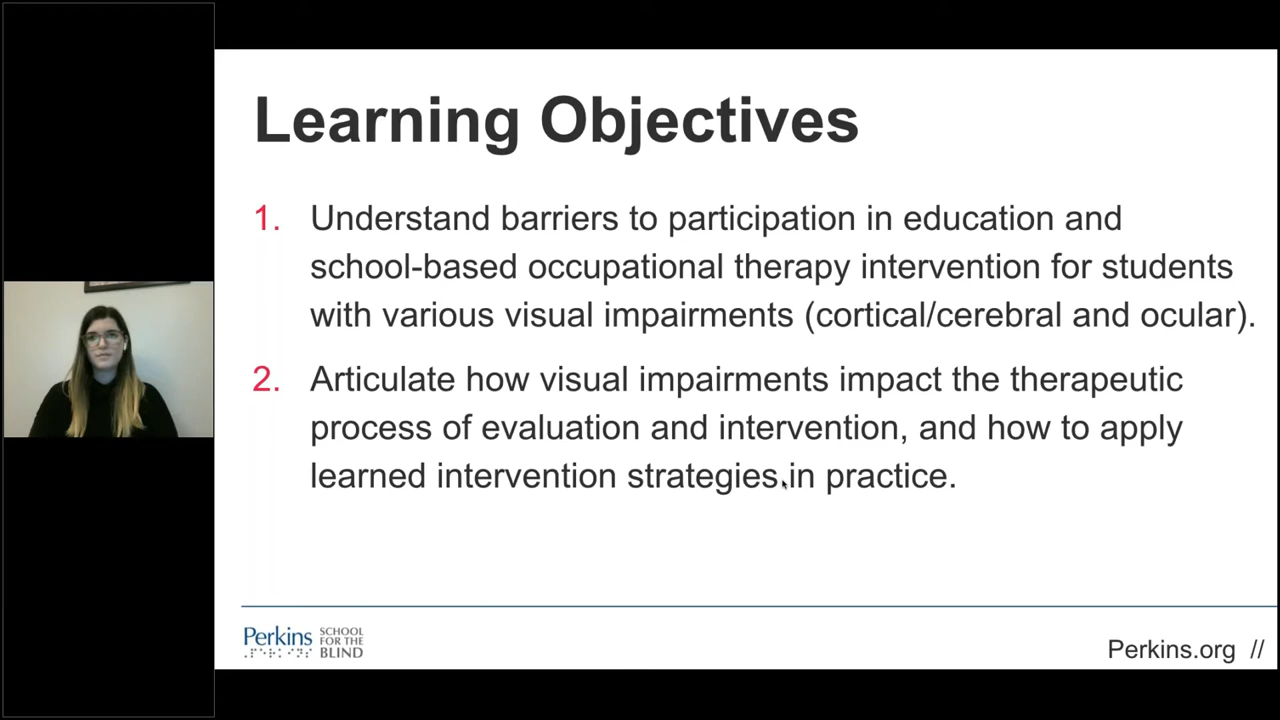 Learning Objectives
1. Understand barriers to participation in education and
school-based occupational therapy intervention for students
with various visual impairments (cortical/cerebral and ocular).
2. Articulate how visual impairments impact the therapeutic
process of evaluation and intervention, and how to apply
learned intervention strategies in practice.
Perkins SCHOOL
FOR THE
BLIND
Perkins.org //